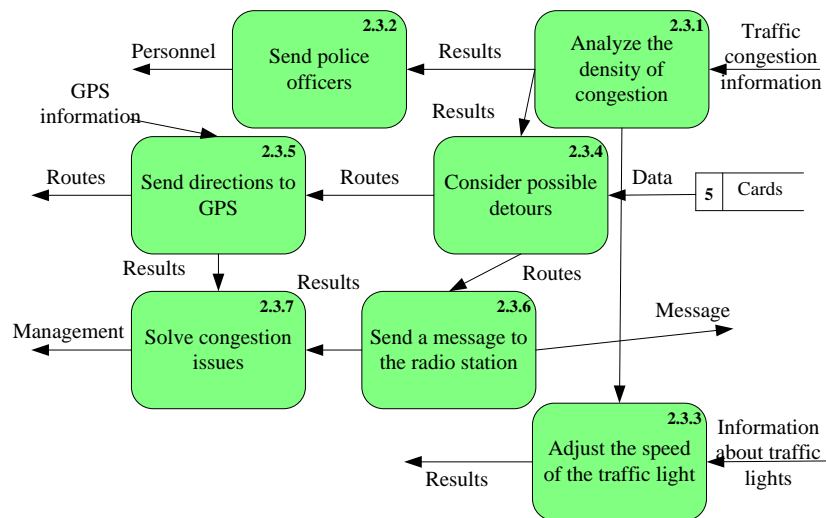 2.3.2
Send police
officers
Personnel
Results
2.3.1
Analyze the
density of
congestion
Traffic
congestion
information
GPS
information
Results
2.3.5
Send directions to
GPS
Routes
Routes
2.3.4
Consider possible
detours
Data
5 Cards
Results
Results
Routes
2.3.7
Solve congestion
issues
Management
2.3.6
Send a message to
the radio station
Message
2.3.3
Adjust the speed
of the traffic light
Information
about traffic
lights
Results